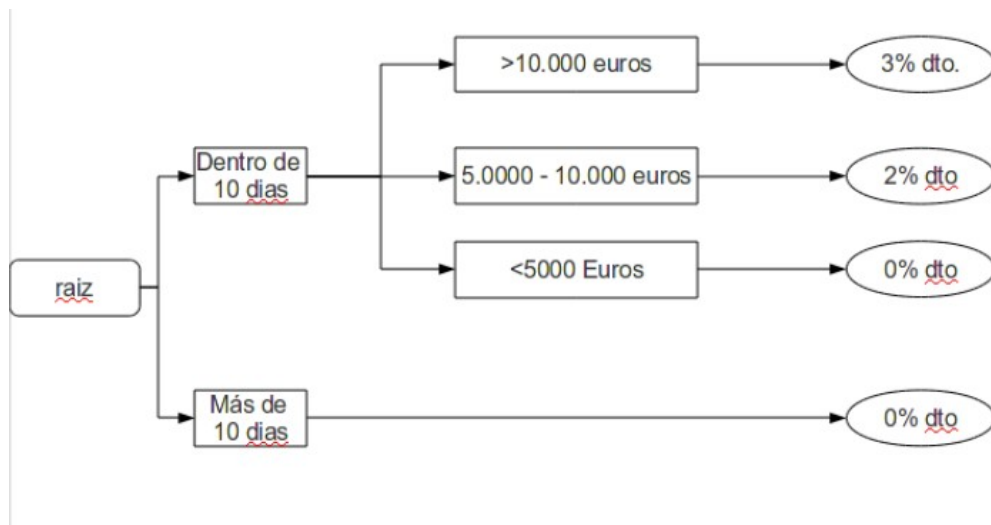 >10.000 euros
3% dto.
Dentro de
10 dias
5.0000 - 10.000 euros
2% dto
<5000 Euros
0% dto
raiz
Más de
10 dias
0% dto